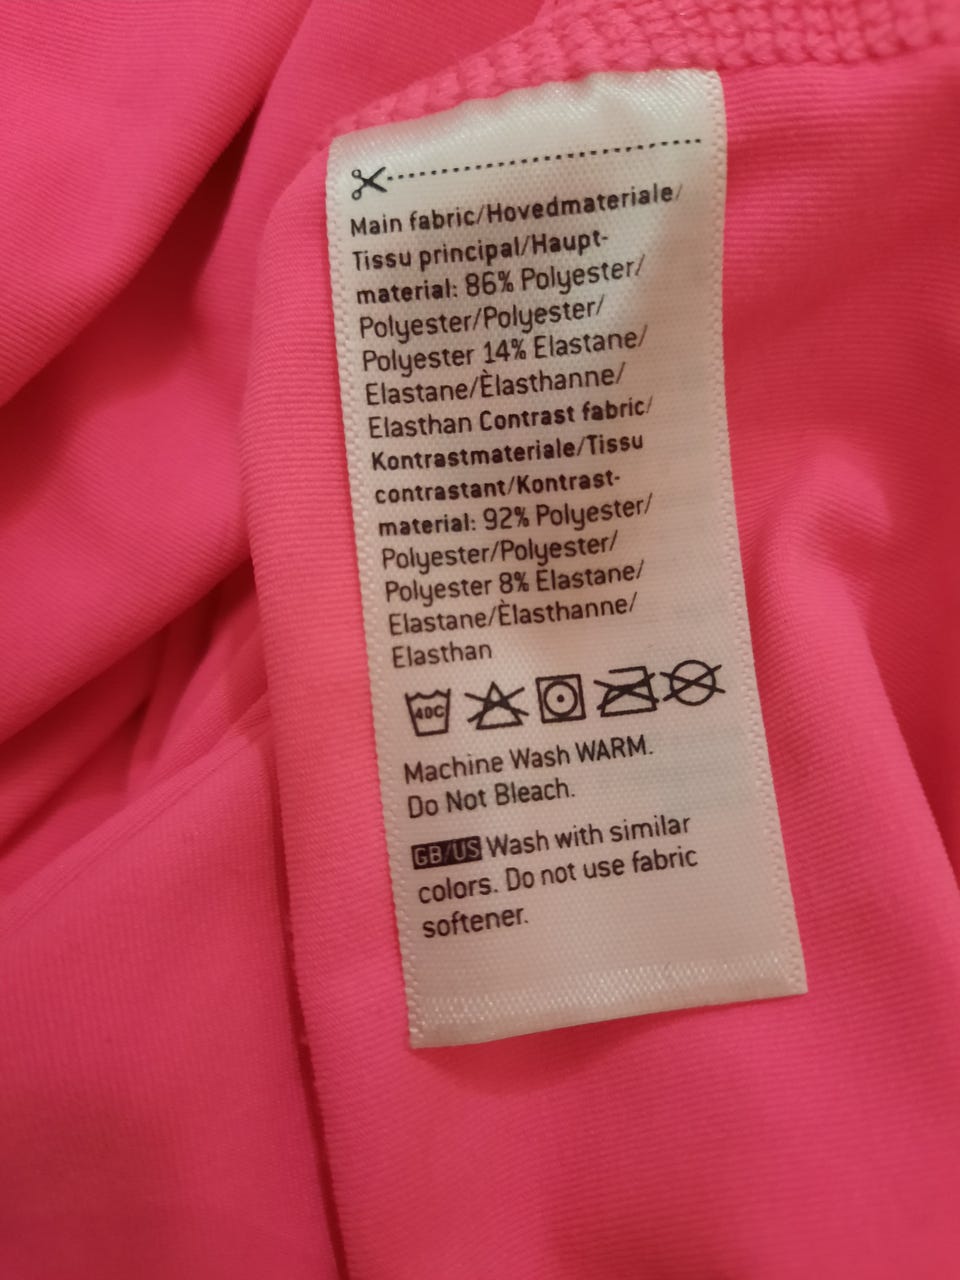 Main fabric/Hovedmateriale/
Tissu principal/Haupt-
material: 86% Polyester/
Polyester/Polyester/
Polyester 14% Elastane/
Elastane/Èlasthanne/
Elasthan Contrast fabric/
Kontrastmateriale/Tissu
contrastant/Kontrast-
material: 92% Polyester/
Polyester/Polyester/
Polyester 8% Elastane/
Elastane/Èlasthanne/
Elasthan
40C
Machine Wash WARM.
Do Not Bleach.
GB/US Wash with similar
colors. Do not use fabric
softener.